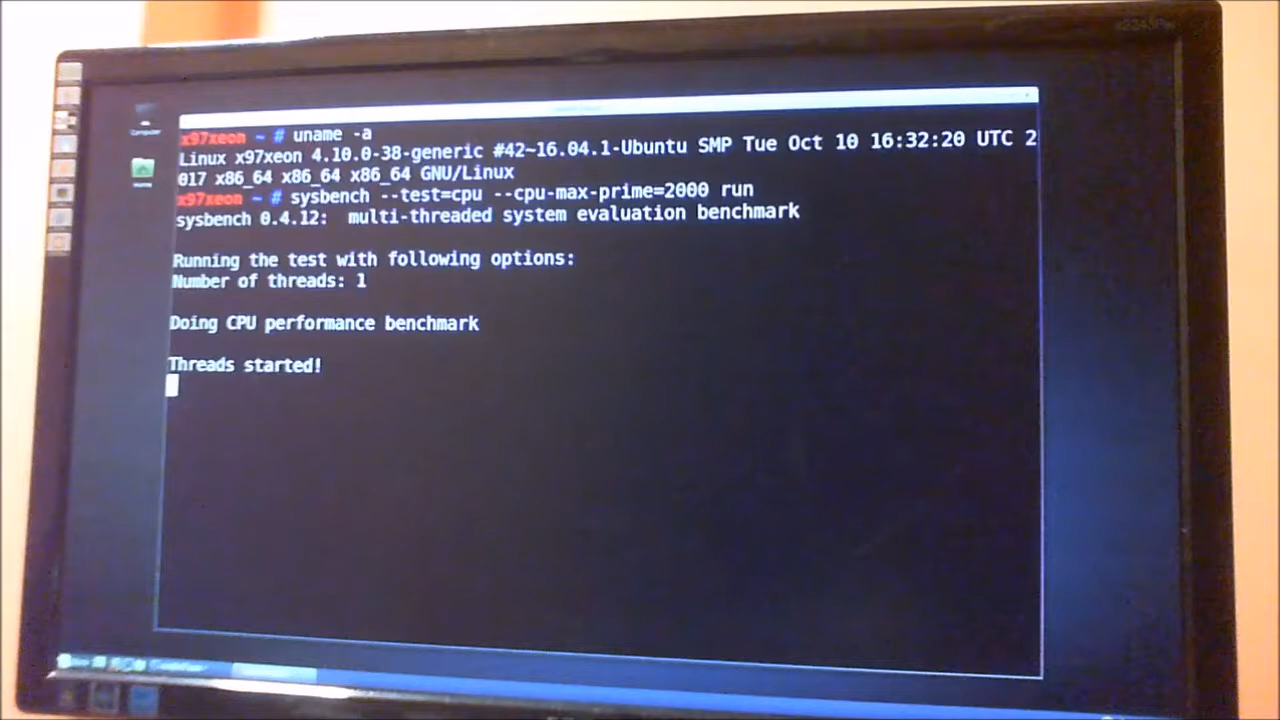 x97xeon ~ # uname -a
Linux x97xeon 4.10.0-38-generic #42~16.04.1-Ubuntu SMP Tue Oct 10 16:32:20 UTC 2
017 x86_64 x86_64 x86_64 GNU/Linux
x97xeon ~ # sysbench --test=cpu --cpu-max-prime=2000 run
sysbench 0.4.12:  multi-threaded system evaluation benchmark
Running the test with following options:
Number of threads: 1
Doing CPU performance benchmark
Threads started!
Computer
Home